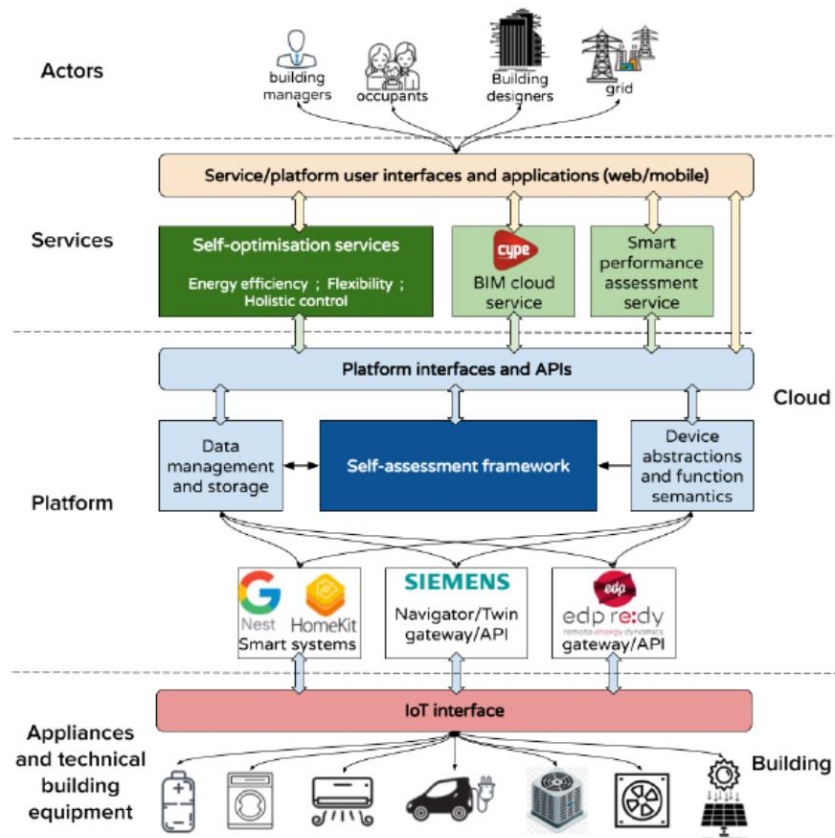 Actors
building
managers
occupants
Building
designers
grid
Service/platform user interfaces and applications (web/mobile)
Services
Self-optimisation services
Energy efficiency ; Flexibility ;
Holistic control
cype
BIM cloud
service
Smart
performance
assessment
service
Platform interfaces and APIs
Cloud
Platform
Data
management
and storage
Self-assessment framework
Device
abstractions
and function
semantics
Nest
HomeKit
Smart systems
SIEMENS
Navigator/Twin
gateway/API
edp
edp re:dy
remote energy dynamics
gateway/API
IoT interface
Appliances
and technical
building
equipment
Building